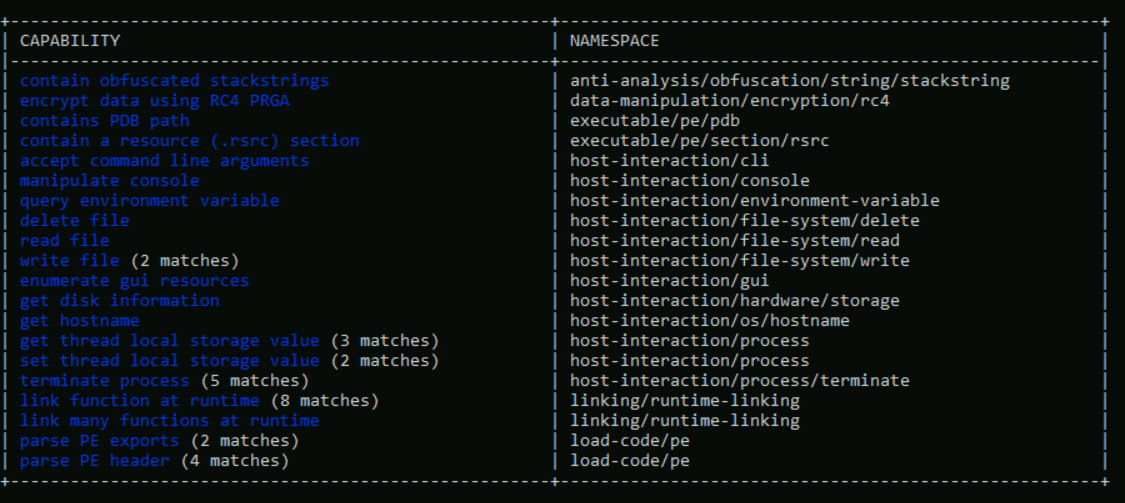 CAPABILITY NAMESPACE
contain obfuscated stackstrings anti-analysis/obfuscation/string/stackstring
encrypt data using RC4 PRGA data-manipulation/encryption/rc4
contains PDB path executable/pe/pdb
contain a resource (.rsrc) section executable/pe/section/rsrc
accept command line arguments host-interaction/cli
manipulate console host-interaction/console
query environment variable host-interaction/environment-variable
delete file host-interaction/file-system/delete
read file host-interaction/file-system/read
write file (2 matches) host-interaction/file-system/write
enumerate gui resources host-interaction/gui
get disk information host-interaction/hardware/storage
get hostname host-interaction/os/hostname
get thread local storage value (3 matches) host-interaction/process
set thread local storage value (2 matches) host-interaction/process
terminate process (5 matches) host-interaction/process/terminate
link function at runtime (8 matches) linking/runtime-linking
link many functions at runtime linking/runtime-linking
parse PE exports (2 matches) load-code/pe
parse PE header (4 matches) load-code/pe